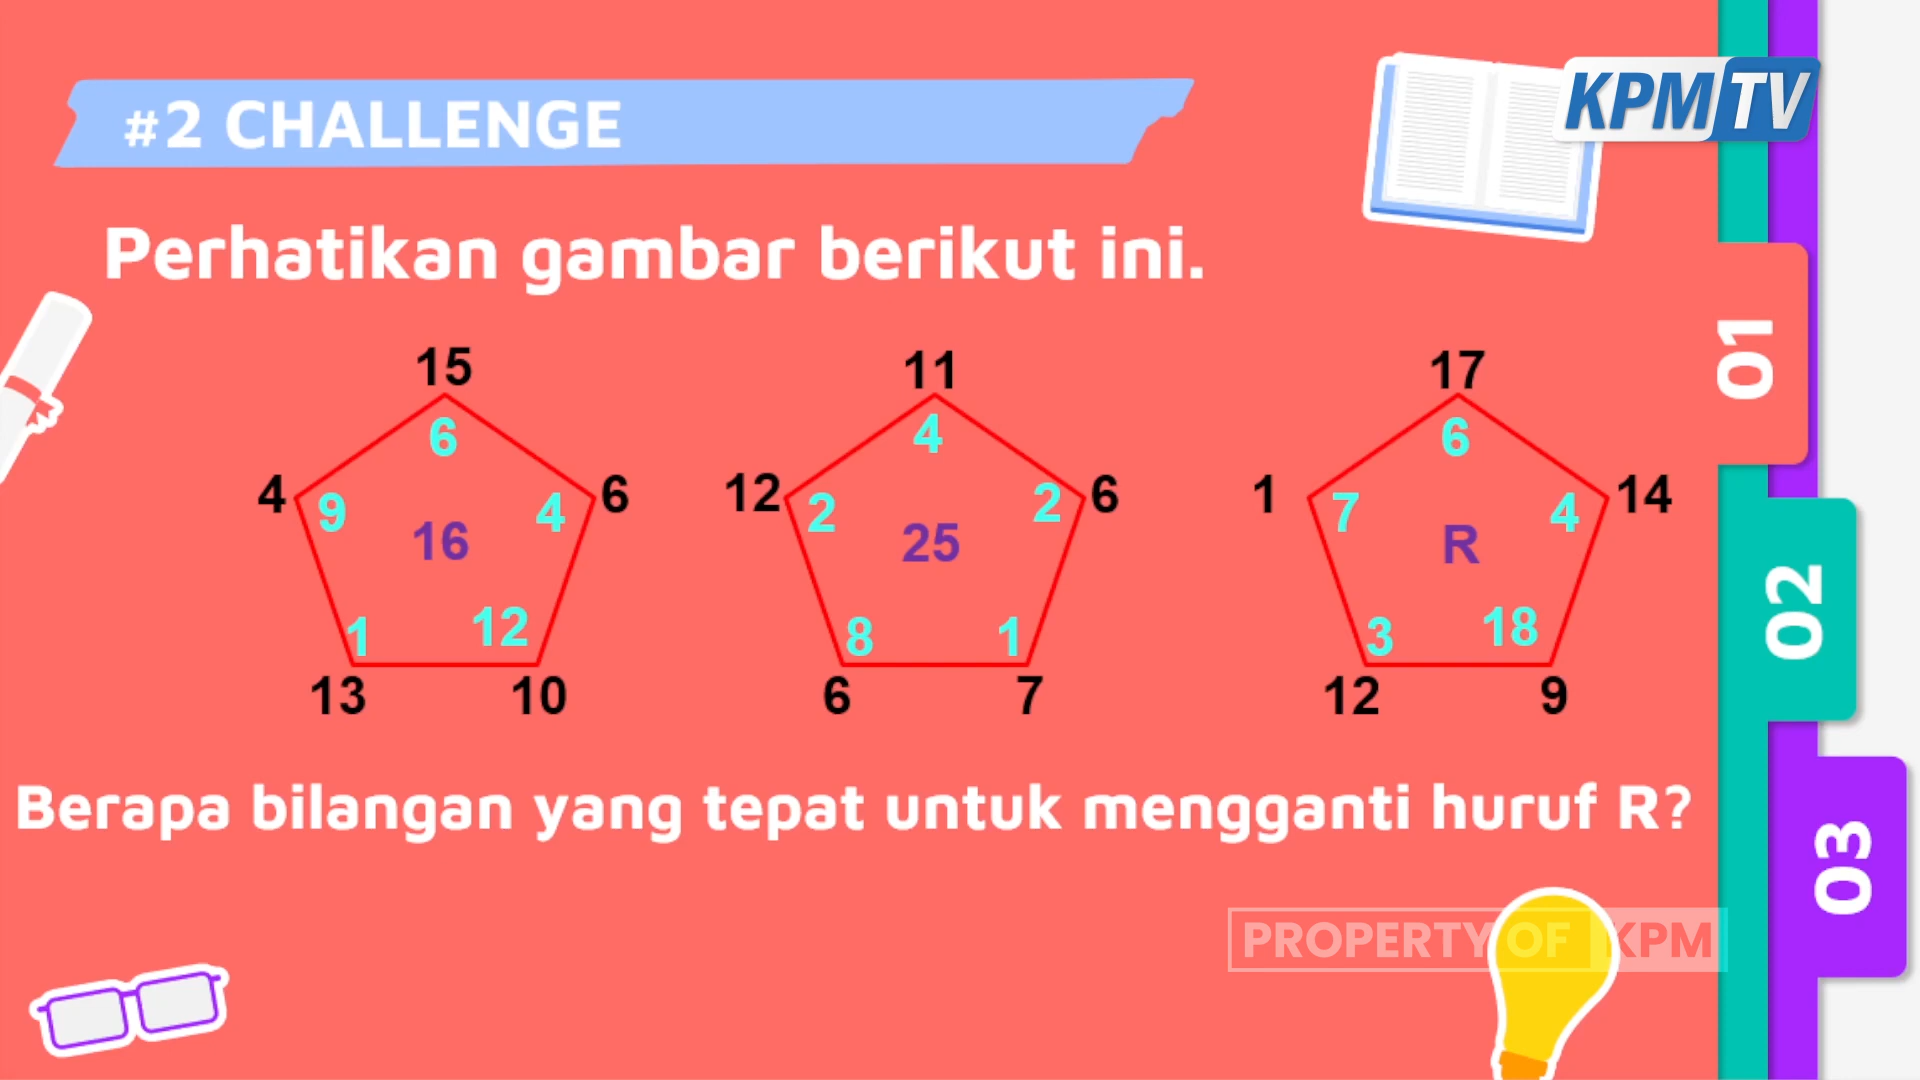 KPM TV
#2 CHALLENGE
Perhatikan gambar berikut ini.
15 11 17
6 4 6
4 9 4 6 12 2 2 6 1 7 4 14
16 25 R
1 12 8 1 3 18
13 10 6 7 12 9
Berapa bilangan yang tepat untuk mengganti huruf R?
01
02
03
PROPERTY OF KPM